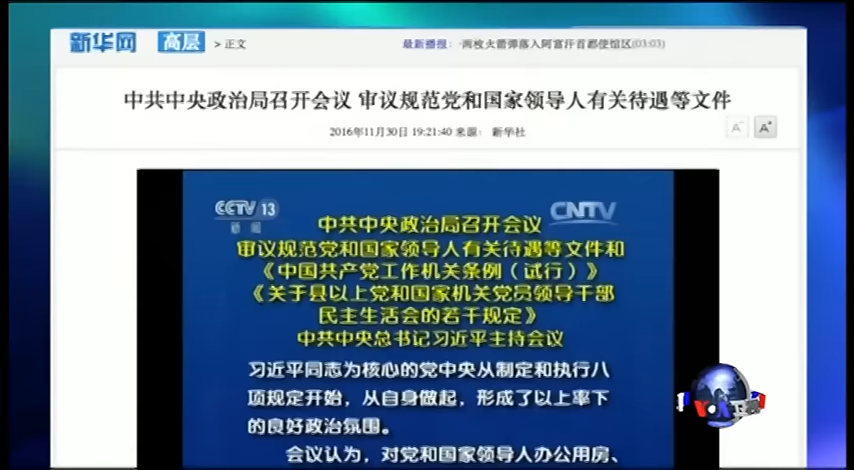 新华网 高层 > 正文 最新播报： ·两枚火箭弹落入阿富汗首都使馆区(03:03)
中共中央政治局召开会议 审议规范党和国家领导人有关待遇等文件
2016年11月30日 19:21:40 来源： 新华社
A- A+
CCTV 13 CNTV
新闻
中共中央政治局召开会议
审议规范党和国家领导人有关待遇等文件和
《中国共产党工作机关条例（试行）》
《关于县以上党和国家机关党员领导干部
民主生活会的若干规定》
中共中央总书记习近平主持会议
习近平同志为核心的党中央从制定和执行八
项规定开始，从自身做起，形成了以上率下
的良好政治氛围。
会议认为，对党和国家领导人办公用房、
VOA卫视